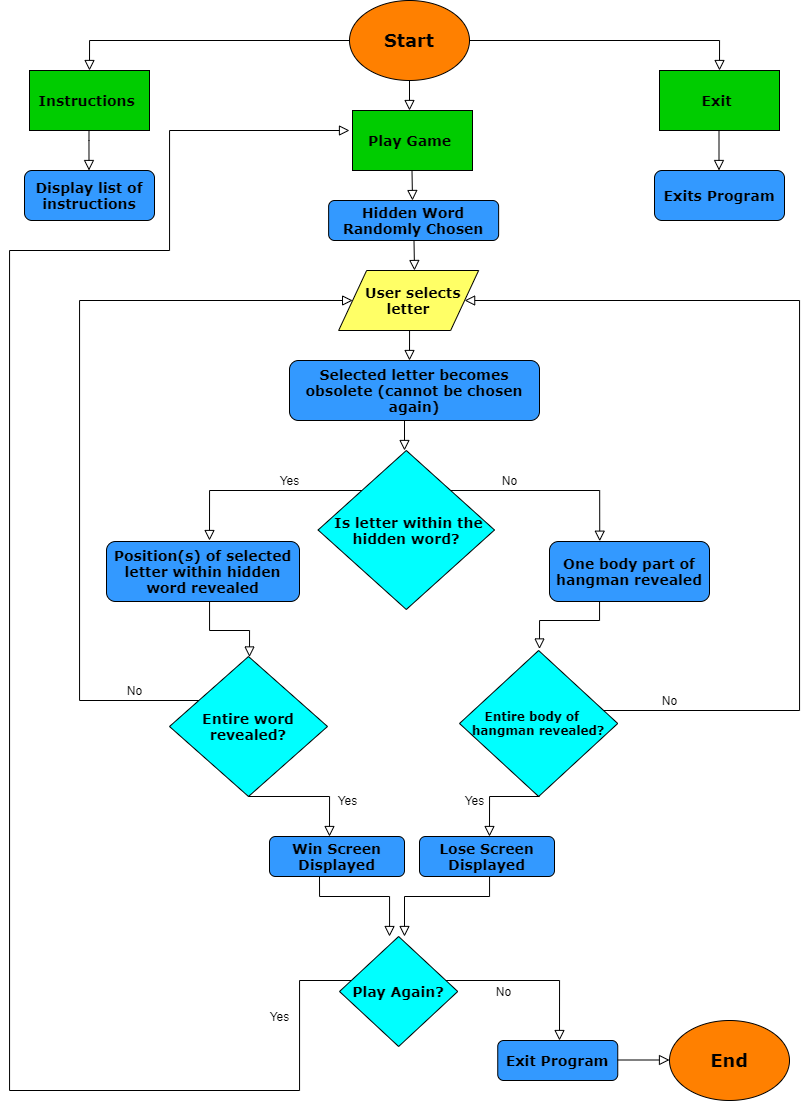 Start
Instructions
Play Game
Exit
Display list of
instructions
Exits Program
Hidden Word
Randomly Chosen
User selects
letter
Selected letter becomes
obsolete (cannot be chosen
again)
Yes
No
Is letter within the
hidden word?
Position(s) of selected
letter within hidden
word revealed
One body part of
hangman revealed
No
Entire word
revealed?
Entire body of
hangman revealed?
No
Yes
Yes
Win Screen
Displayed
Lose Screen
Displayed
Play Again?
No
Yes
Exit Program
End